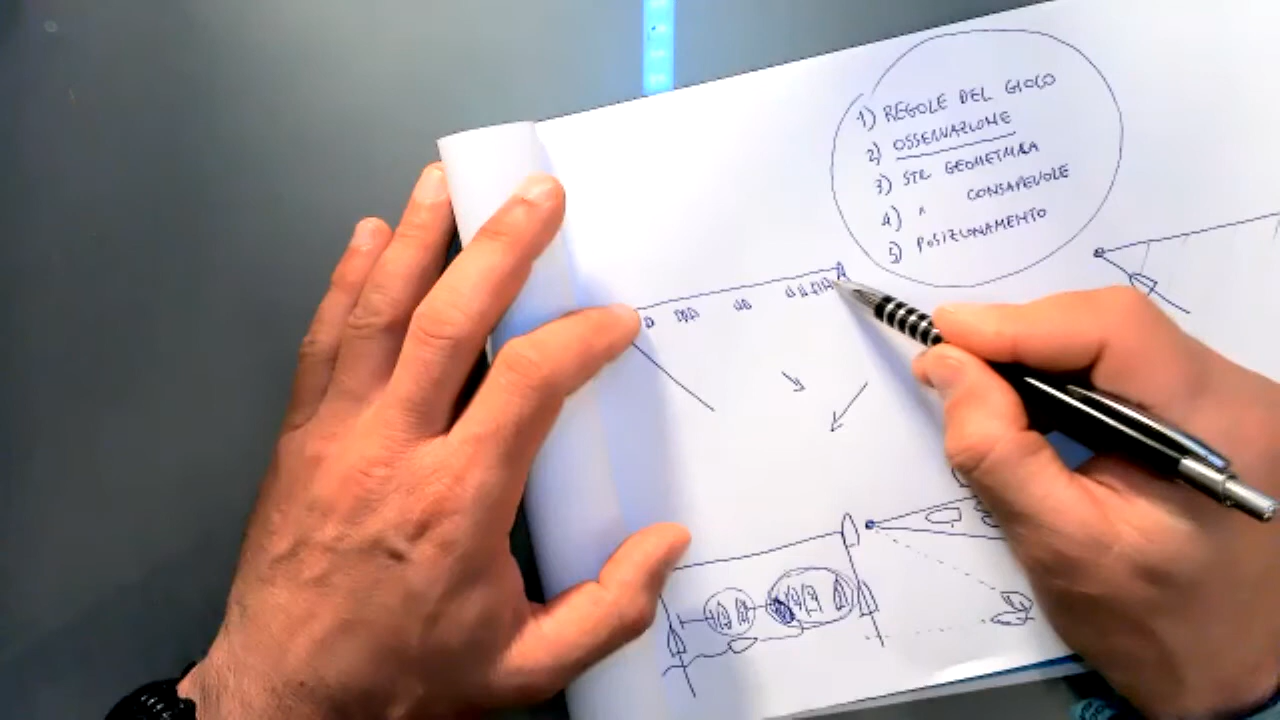 1) REGOLE DEL GIOCO
2) OSSERVAZIONE
3) STR GEOMETRICA
4) " CONSAPEVOLE
5) POSIZIONAMENTO